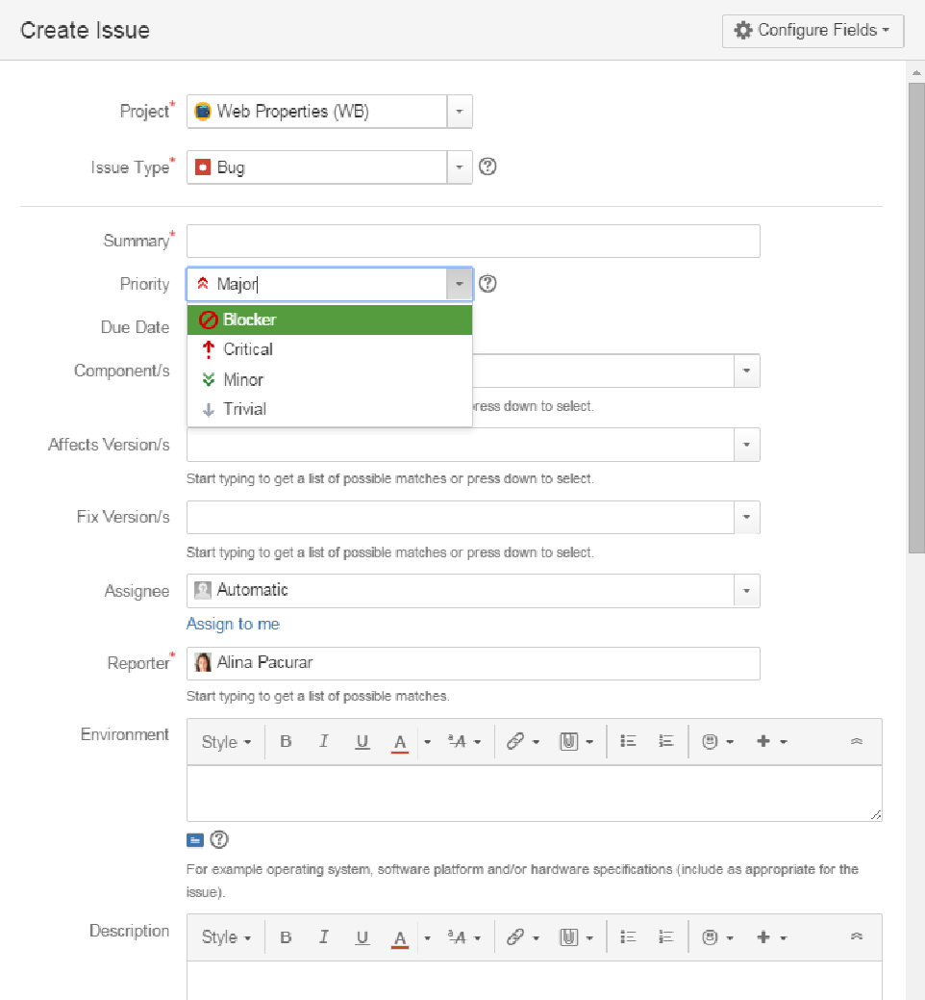 Create Issue
Configure Fields
Project*
Web Properties (WB)
Issue Type*
Bug
Summary*
Priority
Major
Blocker
Due Date
Critical
Component/s
Minor
ress down to select.
Trivial
Affects Version/s
Start typing to get a list of possible matches or press down to select.
Fix Version/s
Start typing to get a list of possible matches or press down to select.
Assignee
Automatic
Assign to me
Reporter*
Alina Pacurar
Start typing to get a list of possible matches.
Environment
Style B I U A ªA
For example operating system, software platform and/or hardware specifications (include as appropriate for the
issue).
Description
Style B I U A ªA